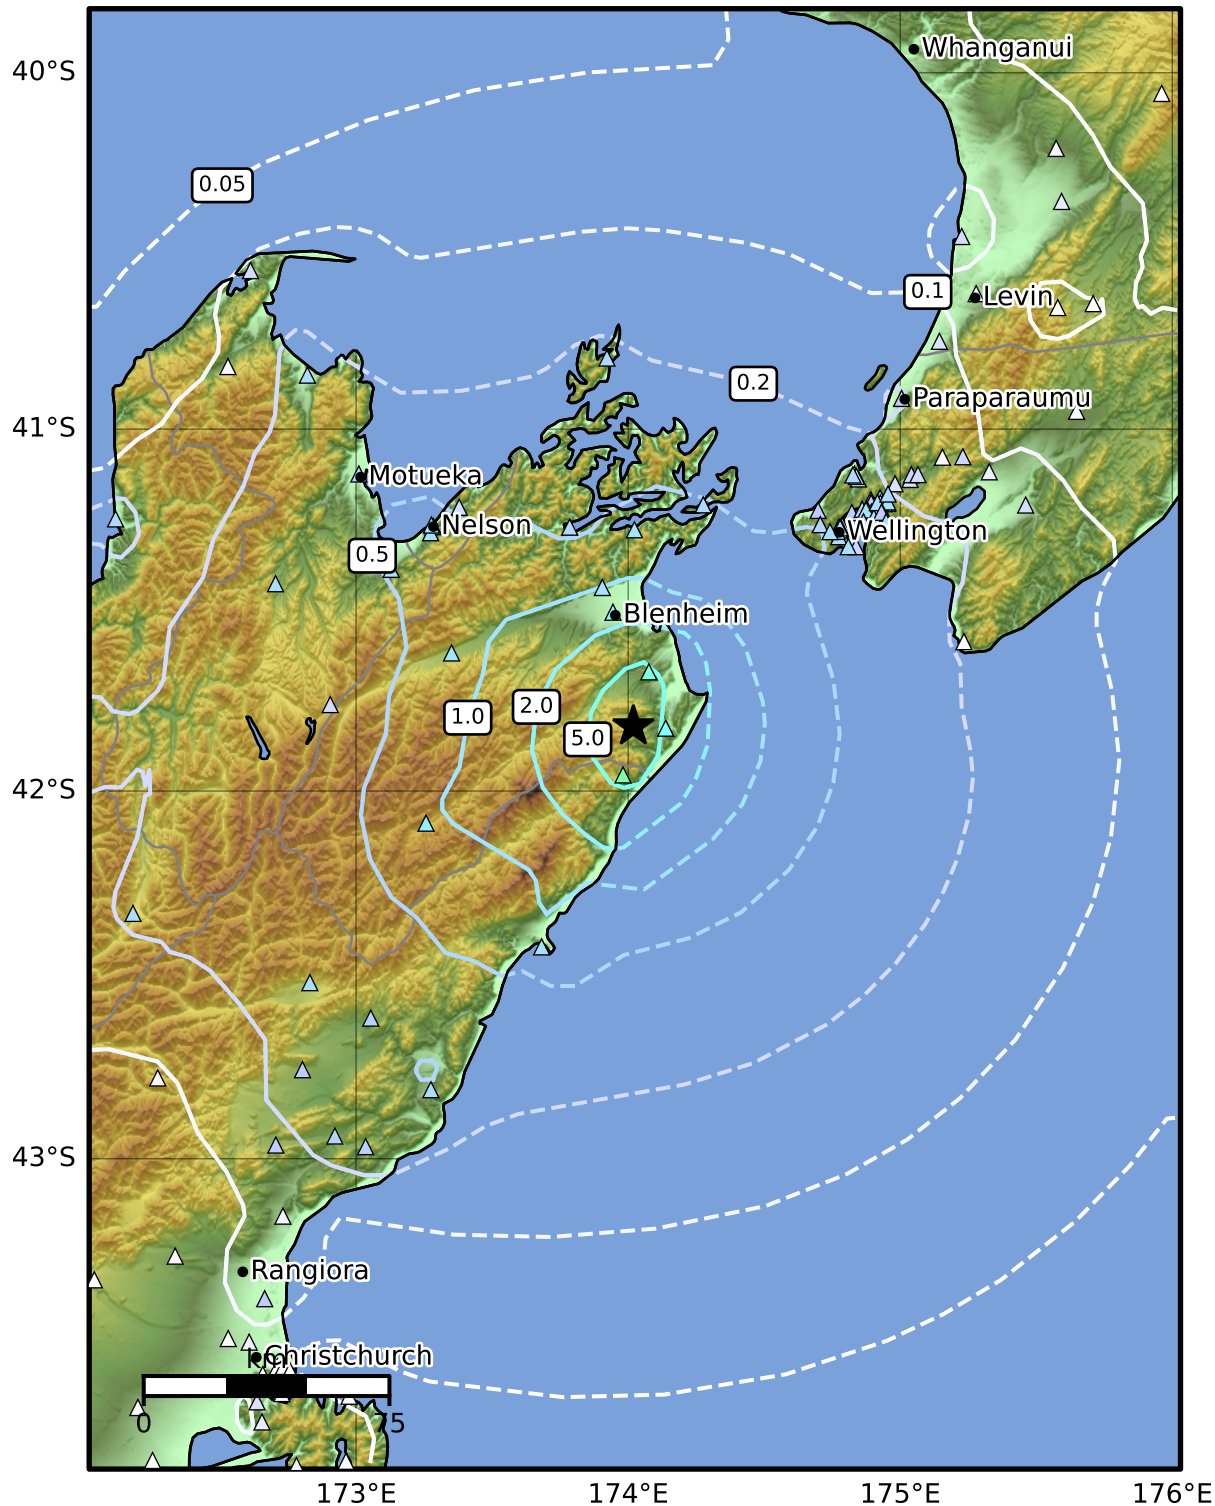 Whanganui
40°S
0.05
0.1
Levin
0.2
Paraparaumu
41°S
Motueka
Nelson
Wellington
0.5
Blenheim
2.0
1.0
5.0
42°S
43°S
Rangiora
Christchurch
km
0
75
173°E
174°E
175°E
176°E